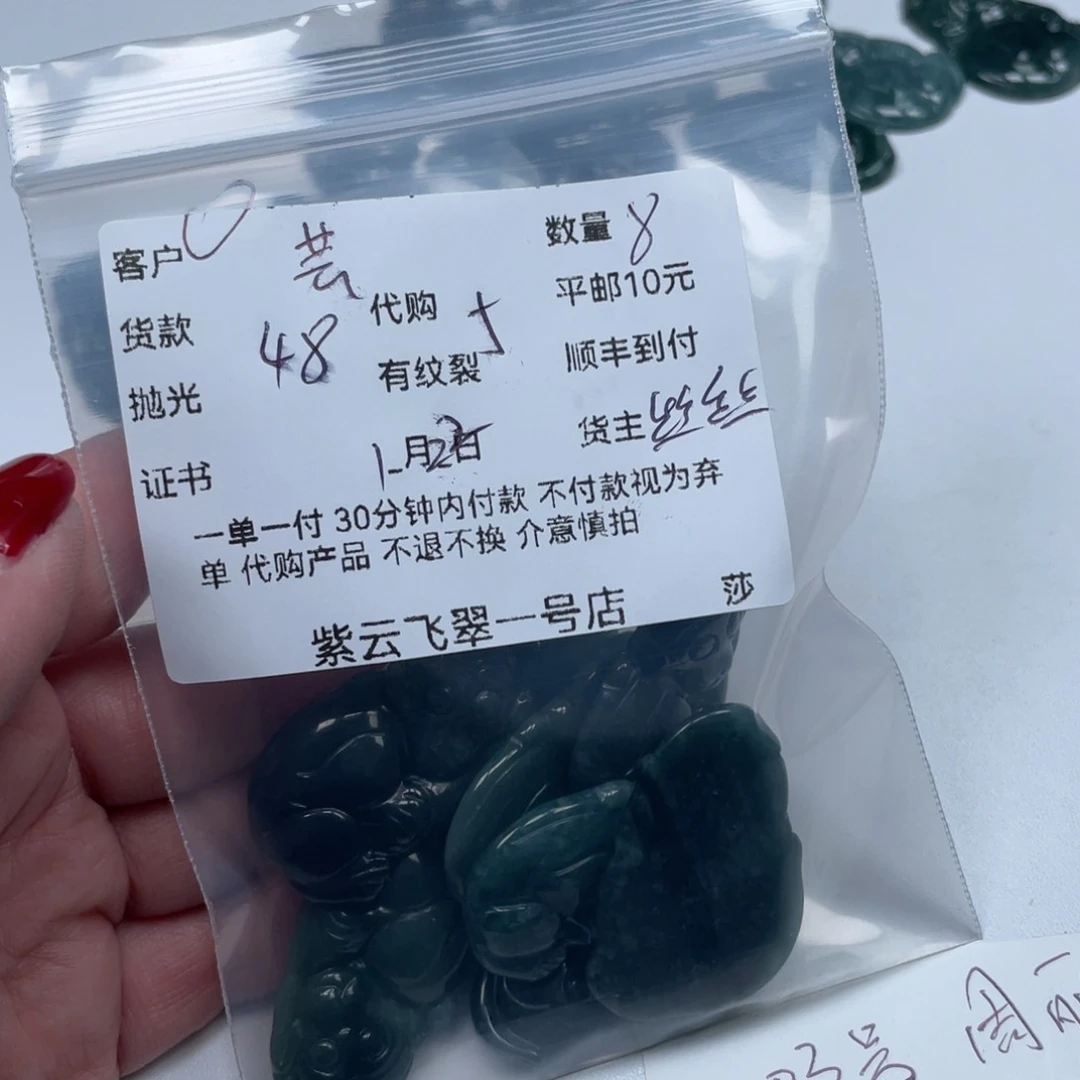 客户 芸 数量 8
货款 48 代购 5 平邮10元
抛光 有纹裂 顺丰到付
证书 1月2日 货主
一单一付 30分钟内付款 不付款视为弃
单 代购产品 不退不换 介意慎拍
紫云飞翠一号店 莎
号 周